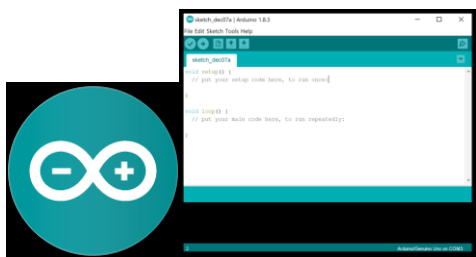 sketch_dec07a | Arduino 1.8.3
File Edit Sketch Tools Help
sketch_dec07a
void setup() {
// put your setup code here, to run once:
}
void loop() {
// put your main code here, to run repeatedly:
}
2
Arduino/Genuino Uno on COM3